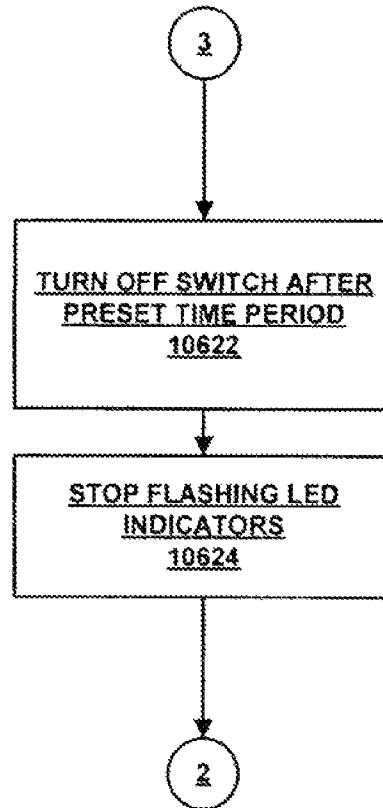 3
TURN OFF SWITCH AFTER
PRESET TIME PERIOD
10622
STOP FLASHING LED
INDICATORS
10624
2